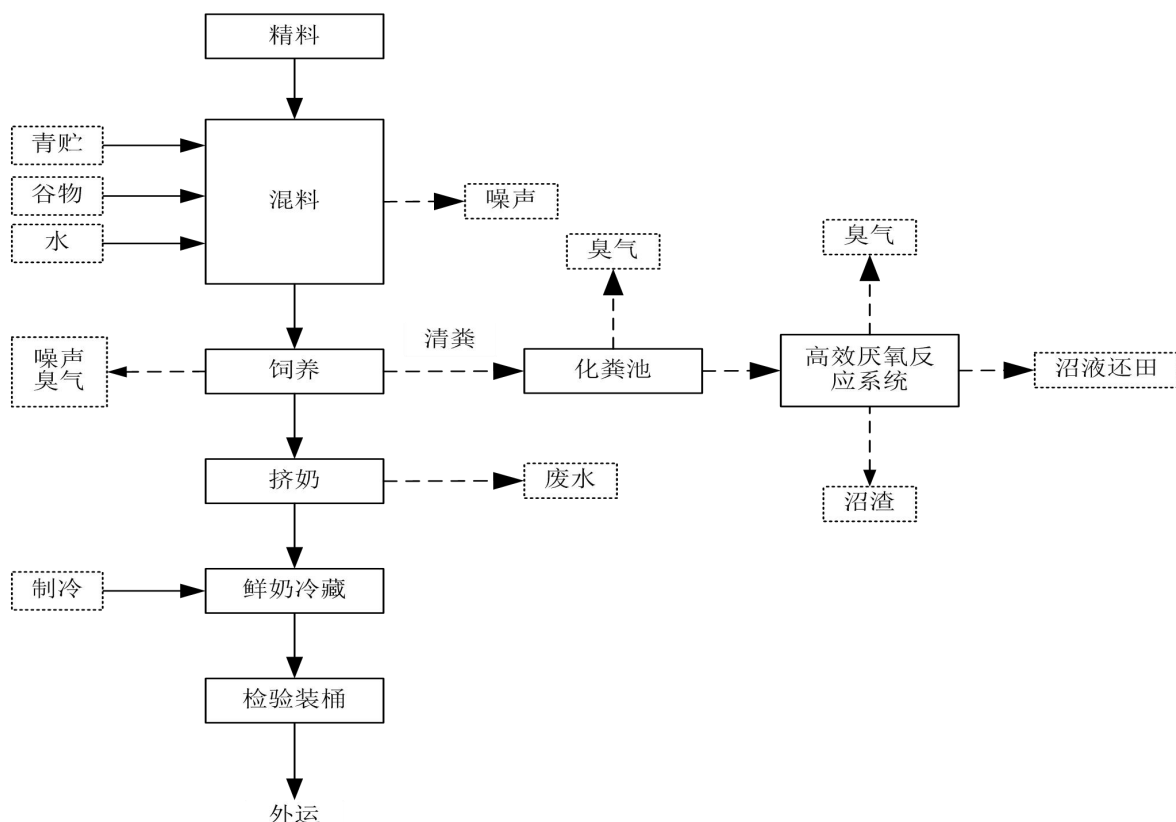 精料
青贮
谷物
水
混料
噪声
臭气
臭气
噪声
臭气
饲养
清粪
化粪池
高效厌氧反
应系统
沼液还田
挤奶
废水
沼渣
制冷
鲜奶冷藏
检验装桶
外运